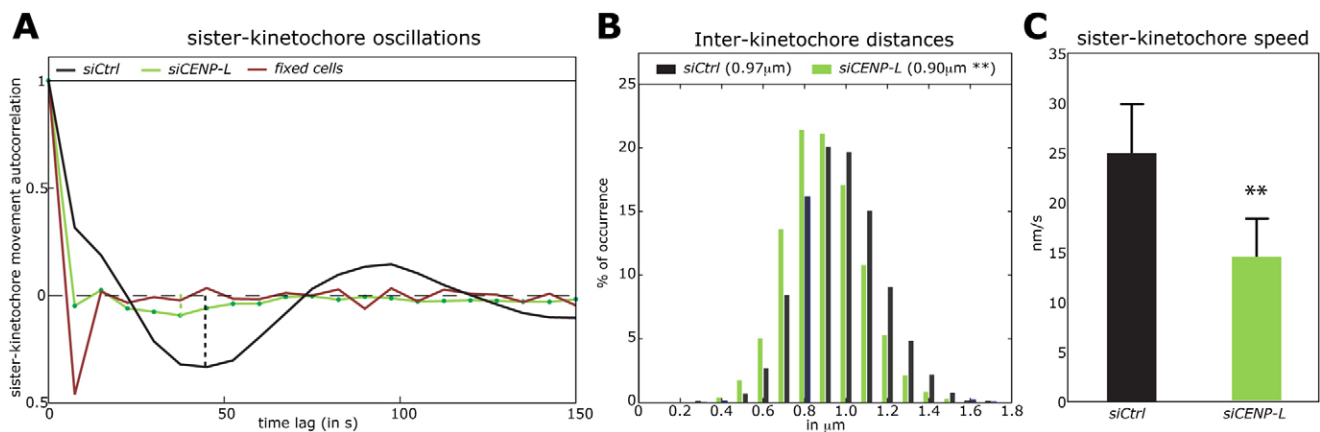 A
sister-kinetochore oscillations
siCtrl siCENP-L fixed cells
sister-kinetochore movement autocorrelation
1
0.5
0
0.5
0 50 100 150
time lag (in s)
B
Inter-kinetochore distances
siCtrl (0.97μm) siCENP-L (0.90μm **)
% of occurrence
25
20
15
10
5
0
0 0.2 0.4 0.6 0.8 1.0 1.2 1.4 1.6 1.8
in μm
C
sister-kinetochore speed
nm/s
35
30
25
20
15
10
5
0
**
siCtrl siCENP-L